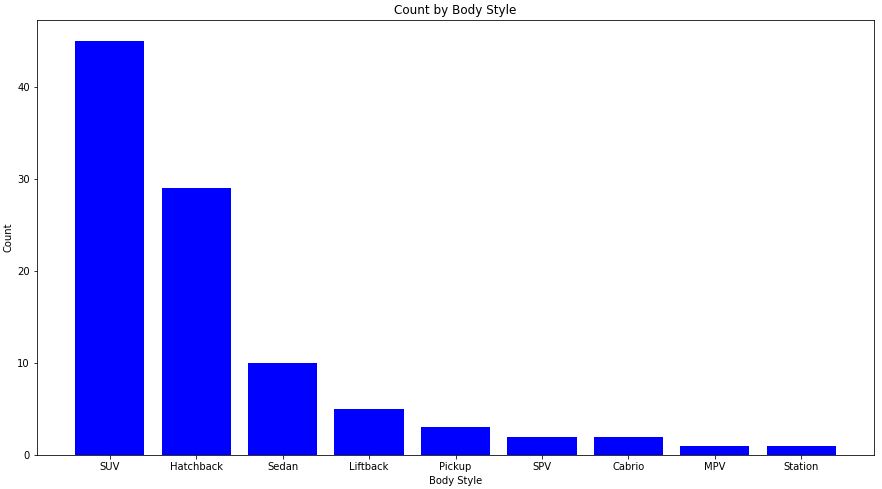 Count by Body Style
Count
40
30
20
10
0
SUV Hatchback Sedan Liftback Pickup SPV Cabrio MPV Station
Body Style